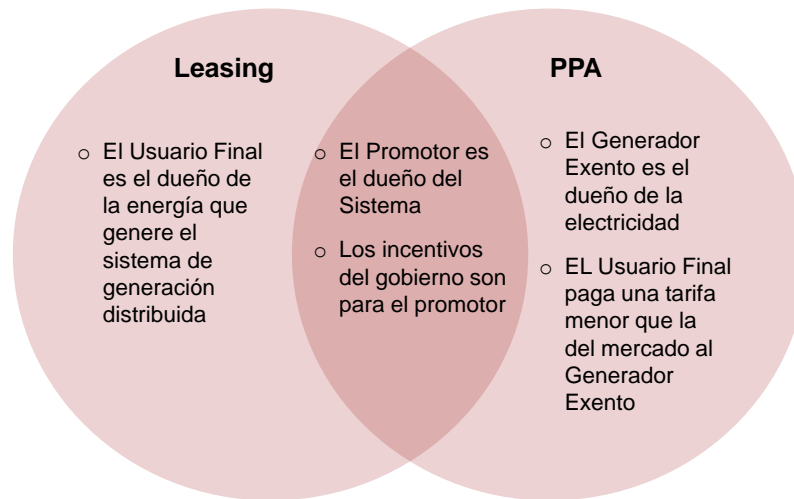 Leasing
○ El Usuario Final
es el dueño de
la energía que
genere el
sistema de
generación
distribuida
○ El Promotor es
el dueño del
Sistema
○ Los incentivos
del gobierno son
para el promotor
PPA
○ El Generador
Exento es el
dueño de la
electricidad
○ EL Usuario Final
paga una tarifa
menor que la
del mercado al
Generador
Exento